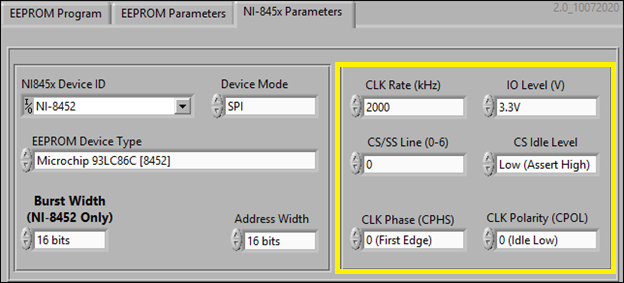 EEPROM Program
EEPROM Parameters
NI-845x Parameters
2.0_10072020
NI845x Device ID
Device Mode
I/O NI-8452
SPI
EEPROM Device Type
Microchip 93LC86C [8452]
Burst Width
(NI-8452 Only)
16 bits
Address Width
16 bits
CLK Rate (kHz)
IO Level (V)
2000
3.3V
CS/SS Line (0-6)
CS Idle Level
0
Low (Assert High)
CLK Phase (CPHS)
CLK Polarity (CPOL)
0 (First Edge)
0 (Idle Low)